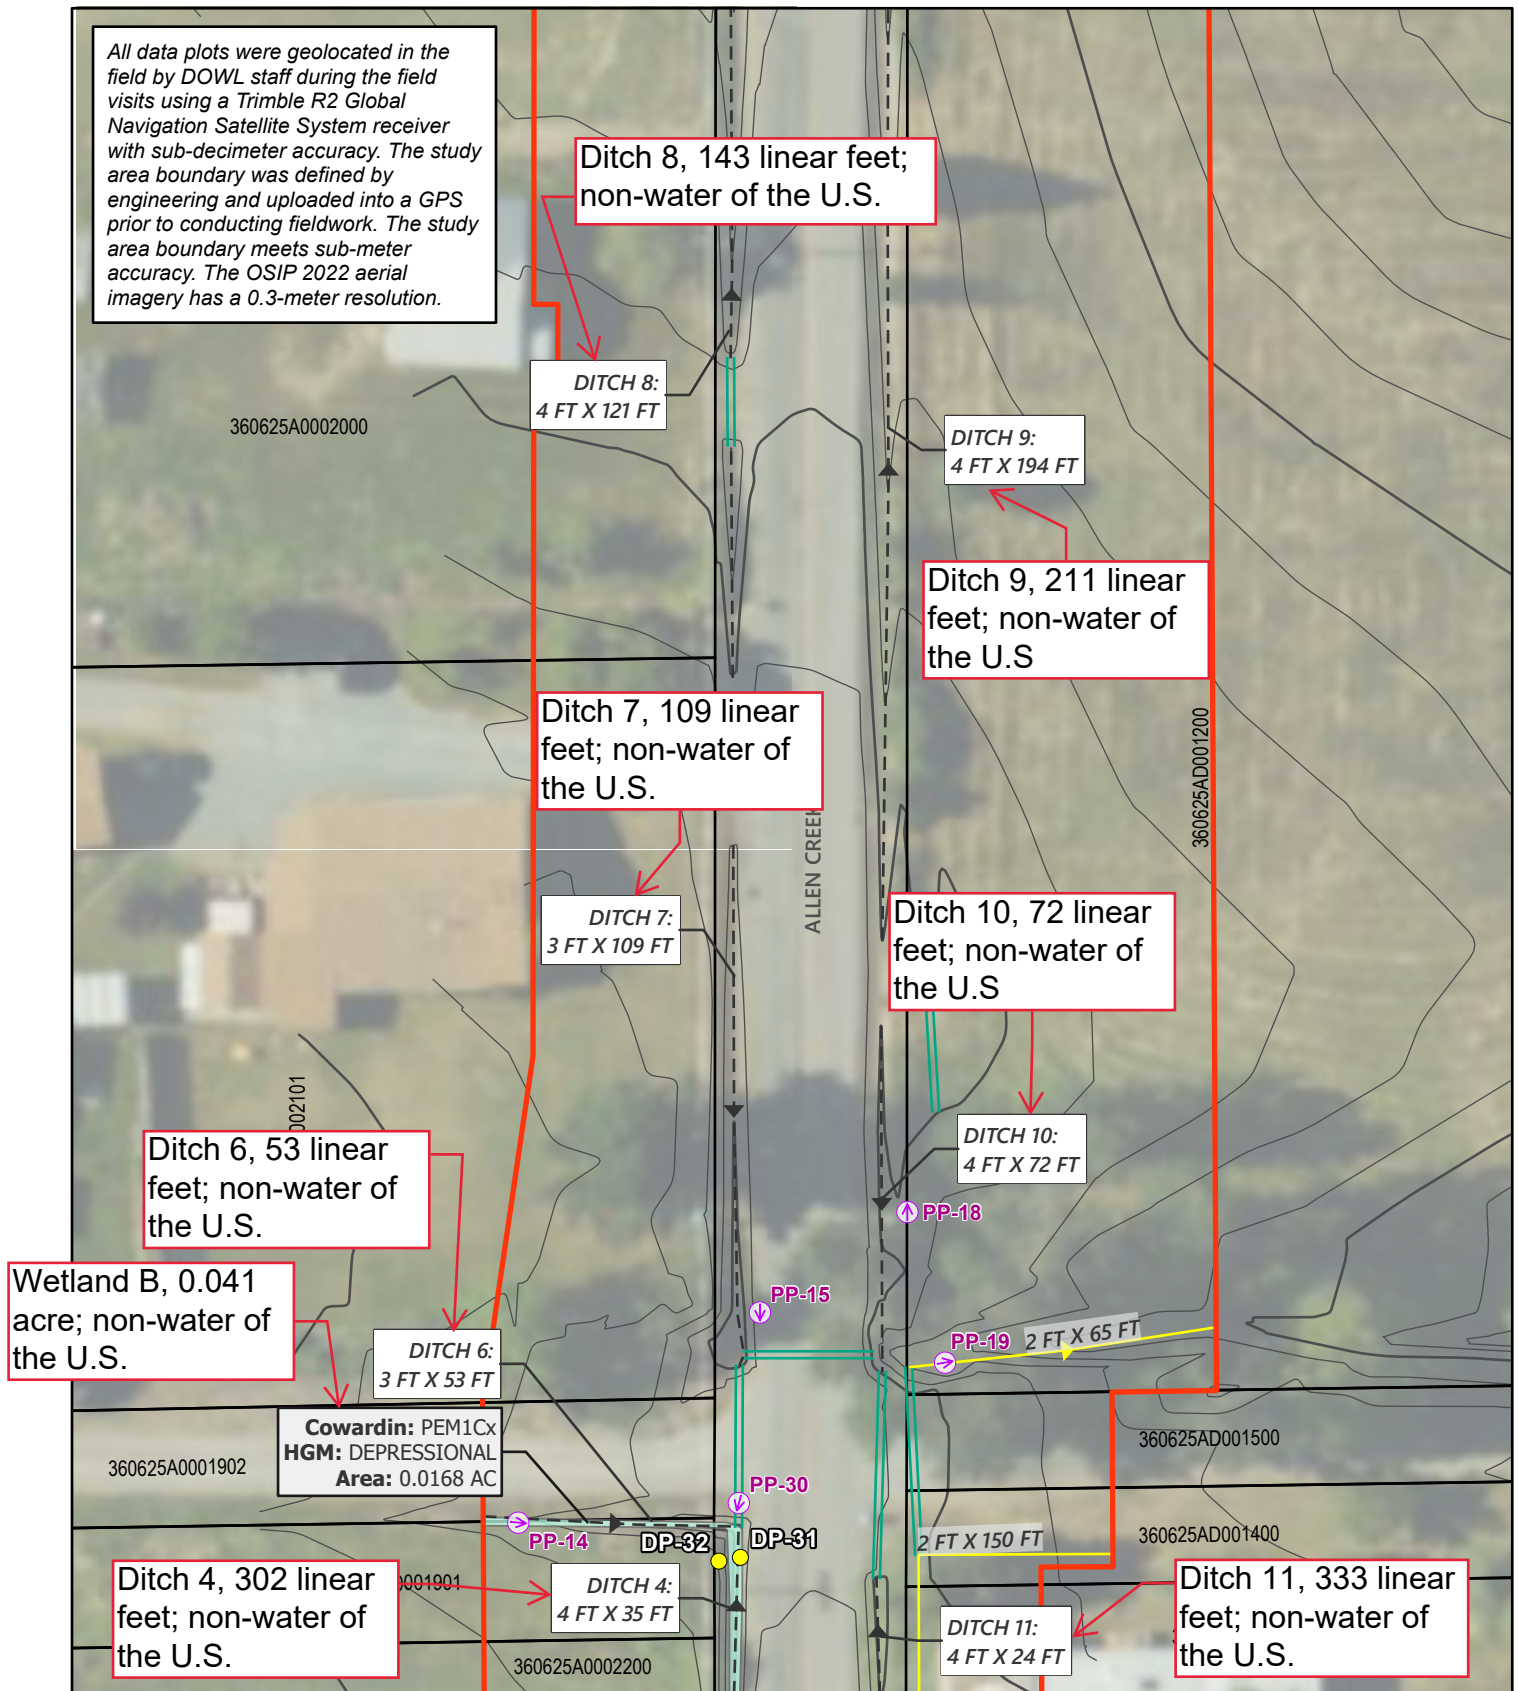 All data plots were geolocated in the
field by DOWL staff during the field
visits using a Trimble R2 Global
Navigation Satellite System receiver
with sub-decimeter accuracy. The study
area boundary was defined by
engineering and uploaded into a GPS
prior to conducting fieldwork. The study
area boundary meets sub-meter
accuracy. The OSIP 2022 aerial
imagery has a 0.3-meter resolution.
Ditch 8, 143 linear feet;
non-water of the U.S.
DITCH 8:
4 FT X 121 FT
360625A0002000
DITCH 9:
4 FT X 194 FT
Ditch 9, 211 linear
feet; non-water of
the U.S
Ditch 7, 109 linear
feet; non-water of
the U.S.
360625AD001200
ALLEN CREEK
DITCH 7:
3 FT X 109 FT
Ditch 10, 72 linear
feet; non-water of
the U.S
002101
DITCH 10:
4 FT X 72 FT
Ditch 6, 53 linear
feet; non-water of
the U.S.
PP-18
Wetland B, 0.041
acre; non-water of
the U.S.
PP-15
2 FT X 65 FT
PP-19
DITCH 6:
3 FT X 53 FT
Cowardin: PEM1Cx
HGM: DEPRESSIONAL
Area: 0.0168 AC
360625A0001902
360625AD001500
PP-30
PP-14
DP-32
DP-31
2 FT X 150 FT
360625AD001400
Ditch 4, 302 linear
feet; non-water of
the U.S.
0001901
DITCH 4:
4 FT X 35 FT
Ditch 11, 333 linear
feet; non-water of
the U.S.
DITCH 11:
4 FT X 24 FT
360625A0002200